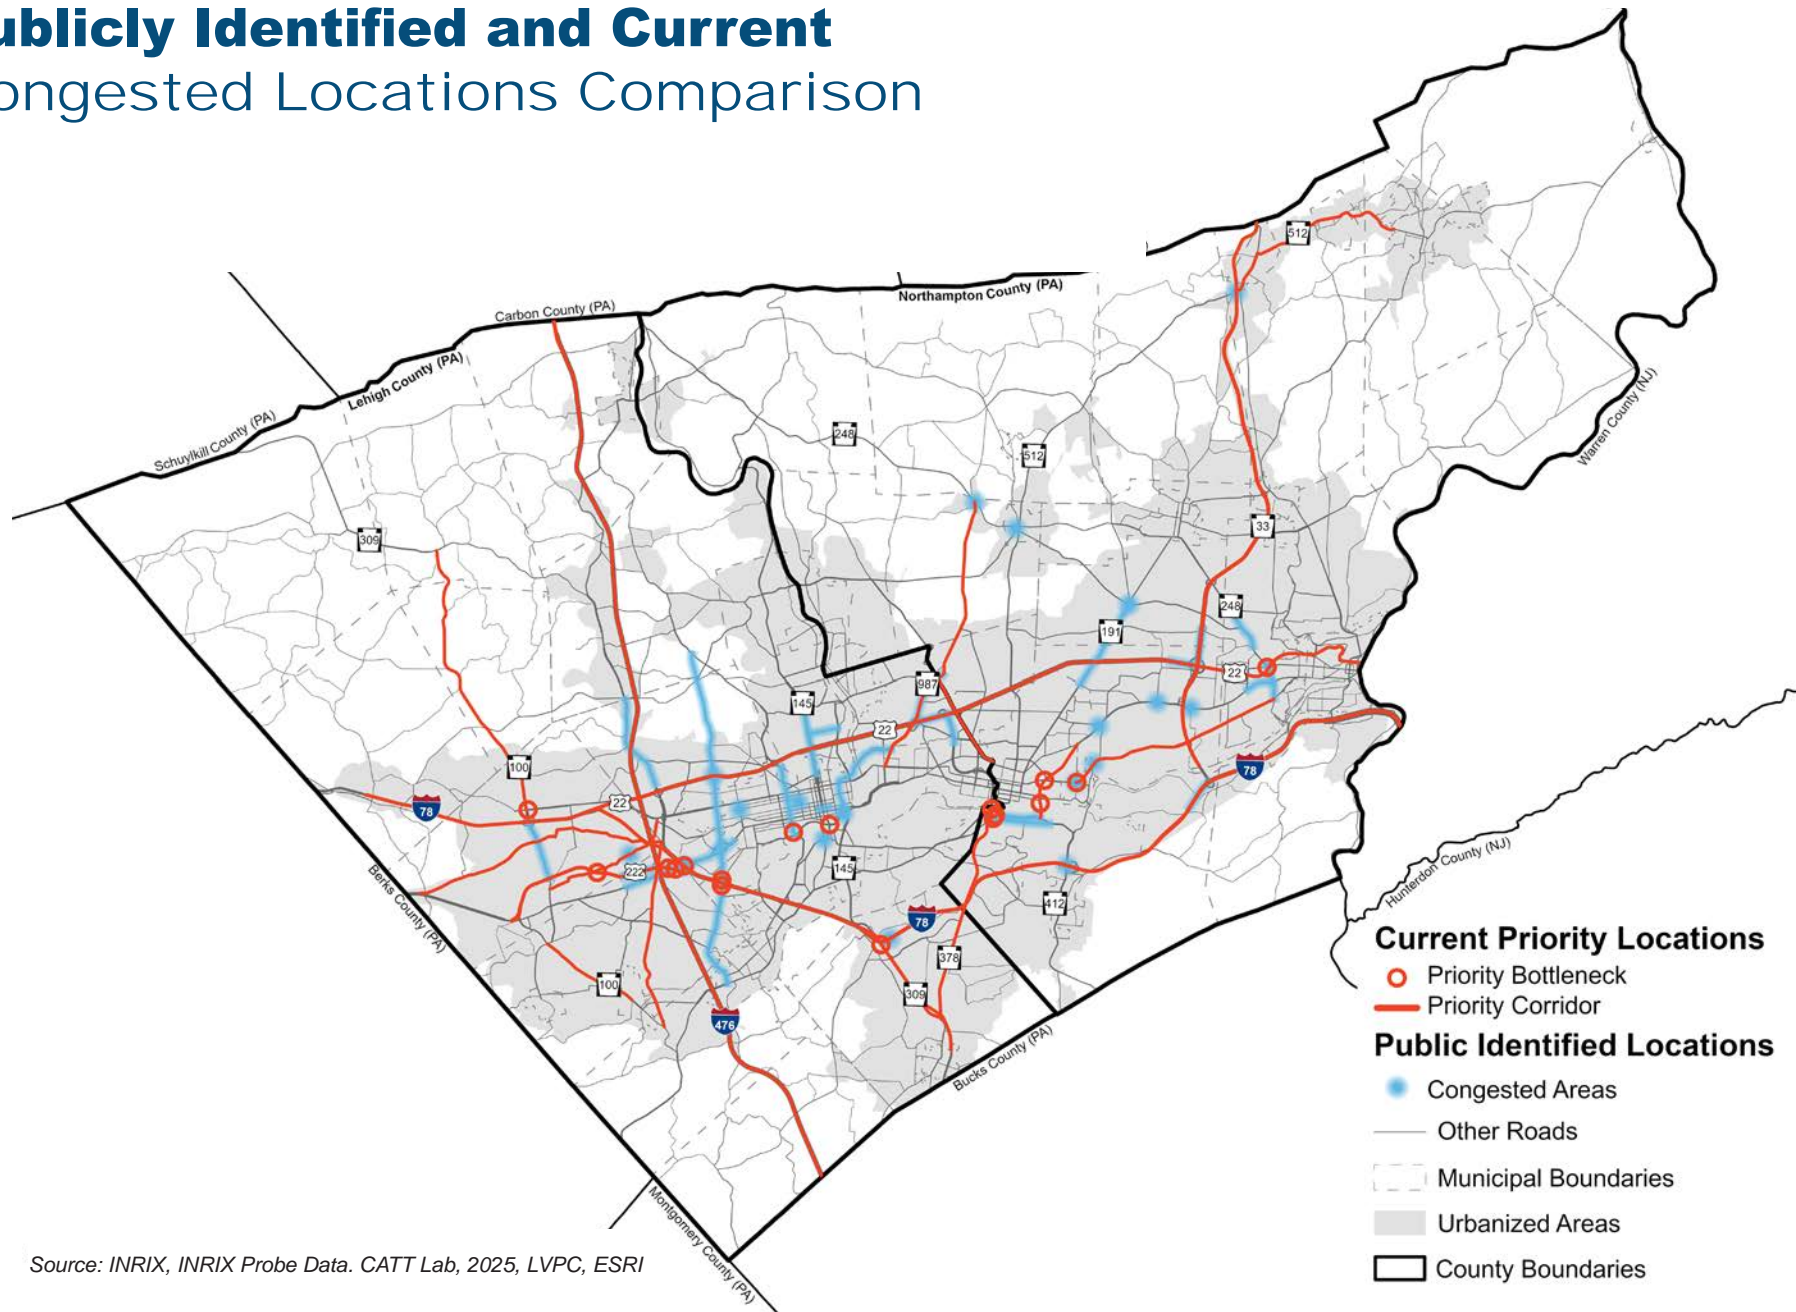 ublicly Identified and Current
ongested Locations Comparison
512
Northampton County (PA)
Carbon County (PA)
Lehigh County (PA)
Schuylkill County (PA)
Warren County (NJ)
248
512
33
309
248
191
22
987
145
22
100
78
78
22
222
145
412
Berks County (PA)
78
378
309
100
476
Hunterdon County (NJ)
Bucks County (PA)
Montgomery County (PA)
Current Priority Locations
Priority Bottleneck
Priority Corridor
Public Identified Locations
Congested Areas
Other Roads
Municipal Boundaries
Urbanized Areas
County Boundaries
Source: INRIX, INRIX Probe Data. CATT Lab, 2025, LVPC, ESRI